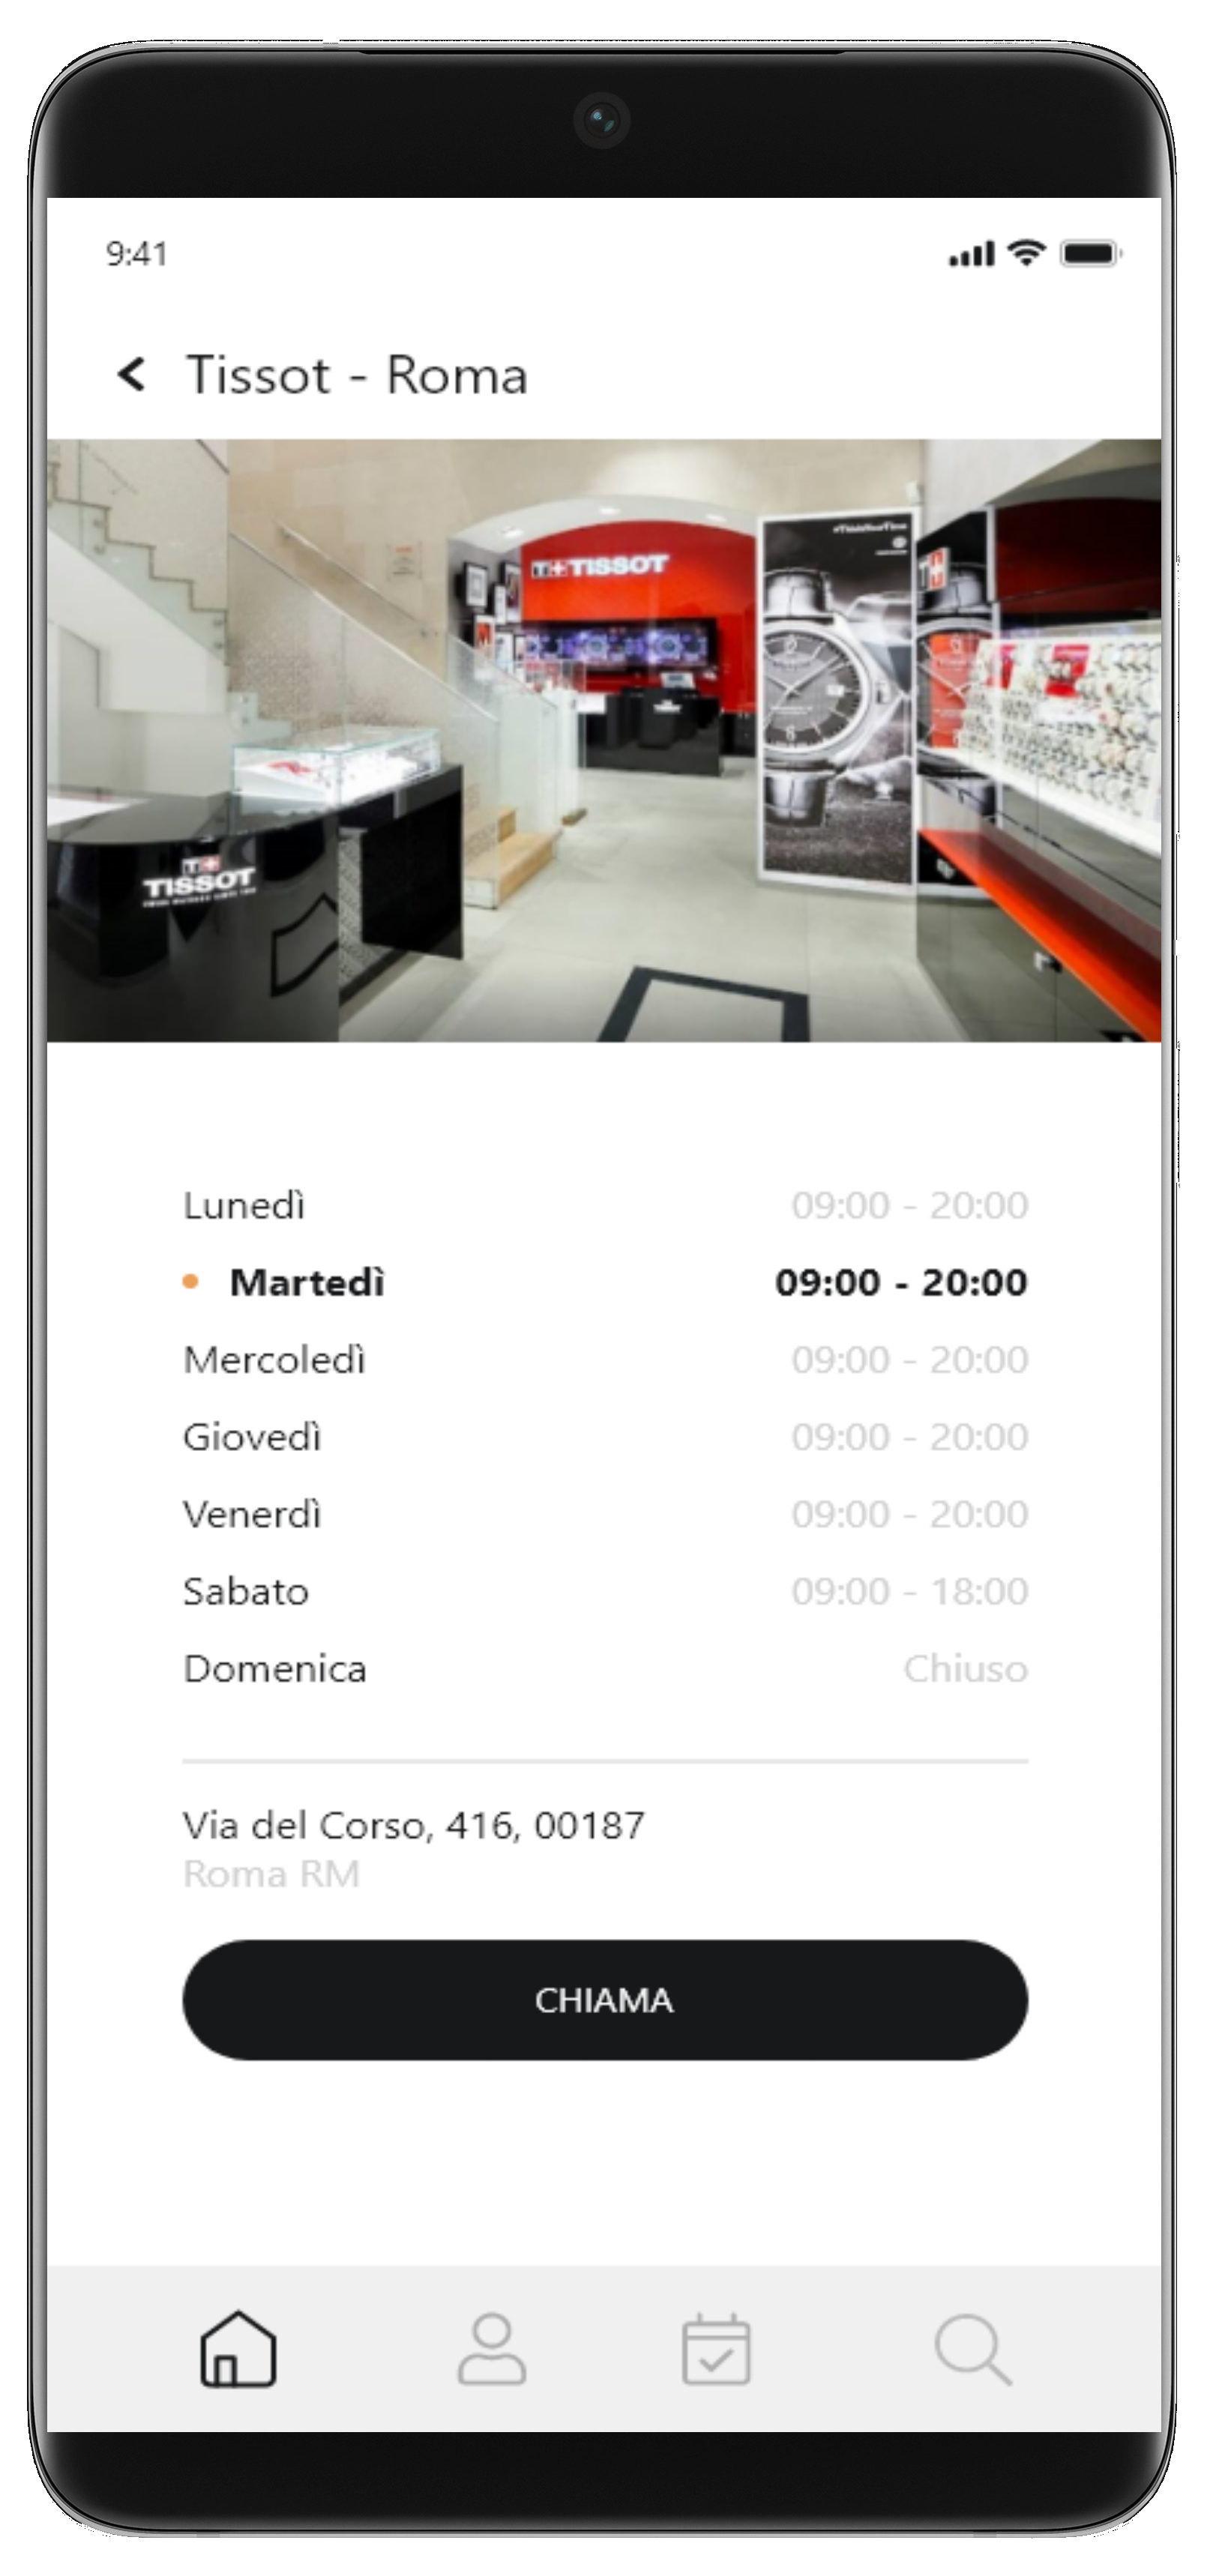 9:41
Tissot - Roma
T+TISSOT
T+
TISSOT
Lunedì 09:00 - 20:00
Martedì 09:00 - 20:00
Mercoledì 09:00 - 20:00
Giovedì 09:00 - 20:00
Venerdì 09:00 - 20:00
Sabato 09:00 - 18:00
Domenica Chiuso
Via del Corso, 416, 00187
Roma RM
CHIAMA